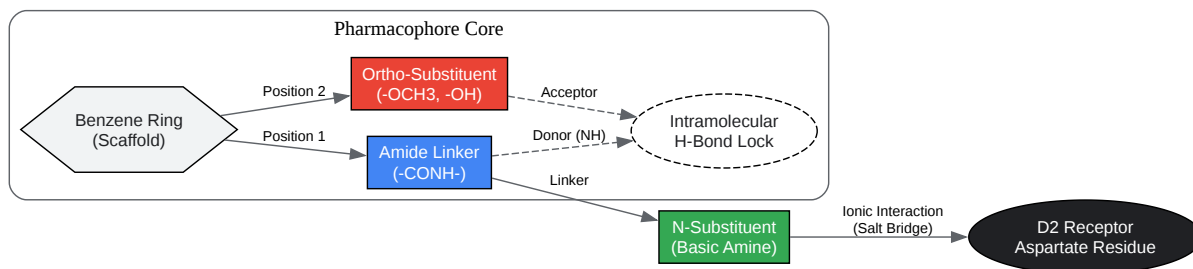 Pharmacophore Core
Benzene Ring
(Scaffold)
Position 2
Position 1
Ortho-Substituent
(-OCH3, -OH)
Amide Linker
(-CONH-)
Acceptor
Donor (NH)
Intramolecular
H-Bond Lock
Linker
N-Substituent
(Basic Amine)
Ionic Interaction
(Salt Bridge)
D2 Receptor
Aspartate Residue